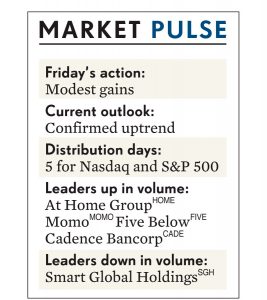 MARKET PULSE
Friday's action:
Modest gains
Current outlook:
Confirmed uptrend
Distribution days:
5 for Nasdaq and S&P 500
Leaders up in volume:
At Home Group HOME
Momo MOMO Five Below FIVE
Cadence Bancorp CADE
Leaders down in volume:
Smart Global Holdings SGH